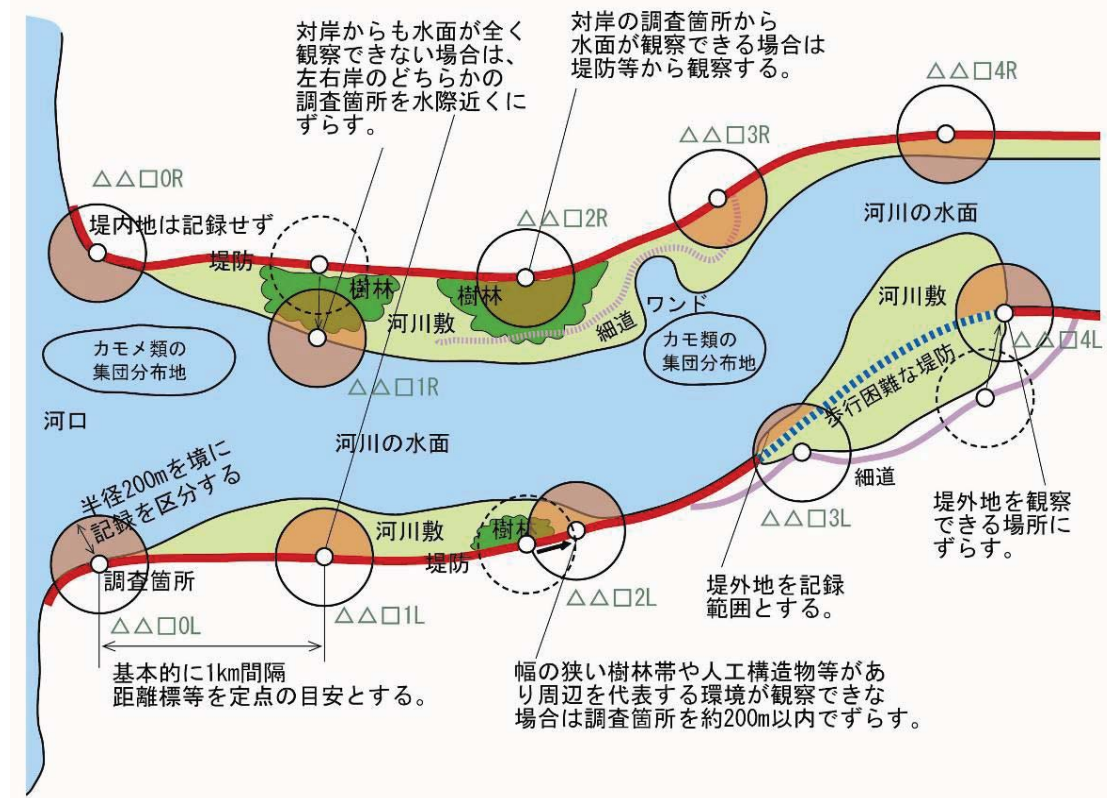 対岸からも水面が全く
観察できない場合は、
左右岸のどちらかの
調査箇所を水際近くに
ずらす。
対岸の調査箇所から
水面が観察できる場合は
堤防等から観察する。
△△□4R
△△□3R
△△□0R
△△□2R
堤内地は記録せず
堤防
河川の水面
樹林
樹林
河川敷
河川敷
細道
ワンド
カモメ類の
集団分布地
カモ類の
集団分布地
△△□1R
△△□4L
歩行困難な堤防
河口
河川の水面
半径200mを境に
記録を区分する
細道
河川敷
樹林
堤防
調査箇所
△△□3L
堤外地を観察
できる場所に
ずらす。
△△□0L
△△□1L
△△□2L
堤外地を記録
範囲とする。
基本的に1km間隔
距離標等を定点の目安とする。
幅の狭い樹林帯や人工構造物等があ
り周辺を代表する環境が観察できな
場合は調査箇所を約200m以内でずらす。